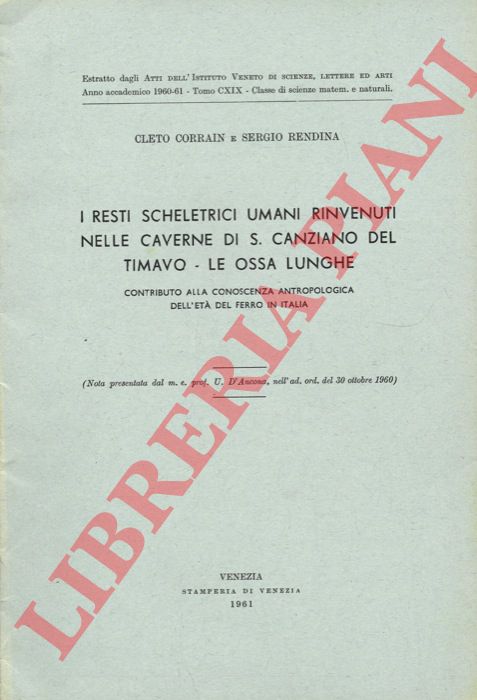 Estratto dagli ATTI DELL'ISTITUTO VENETO DI SCIENZE, LETTERE ED ARTI
Anno accademico 1960-61 - Tomo CXIX - Classe di scienze matem. e naturali.
CLETO CORRAIN E SERGIO RENDINA
I RESTI SCHELETRICI UMANI RINVENUTI
NELLE CAVERNE DI S. CANZIANO DEL
TIMAVO - LE OSSA LUNGHE
CONTRIBUTO ALLA CONOSCENZA ANTROPOLOGICA
DELL'ETÀ DEL FERRO IN ITALIA
(Nota presentata dal m. e. prof. U. D'Ancona, nell'ad. ord. del 30 ottobre 1960)
VENEZIA
STAMPERIA DI VENEZIA
1961
LIBRERIA PIANI